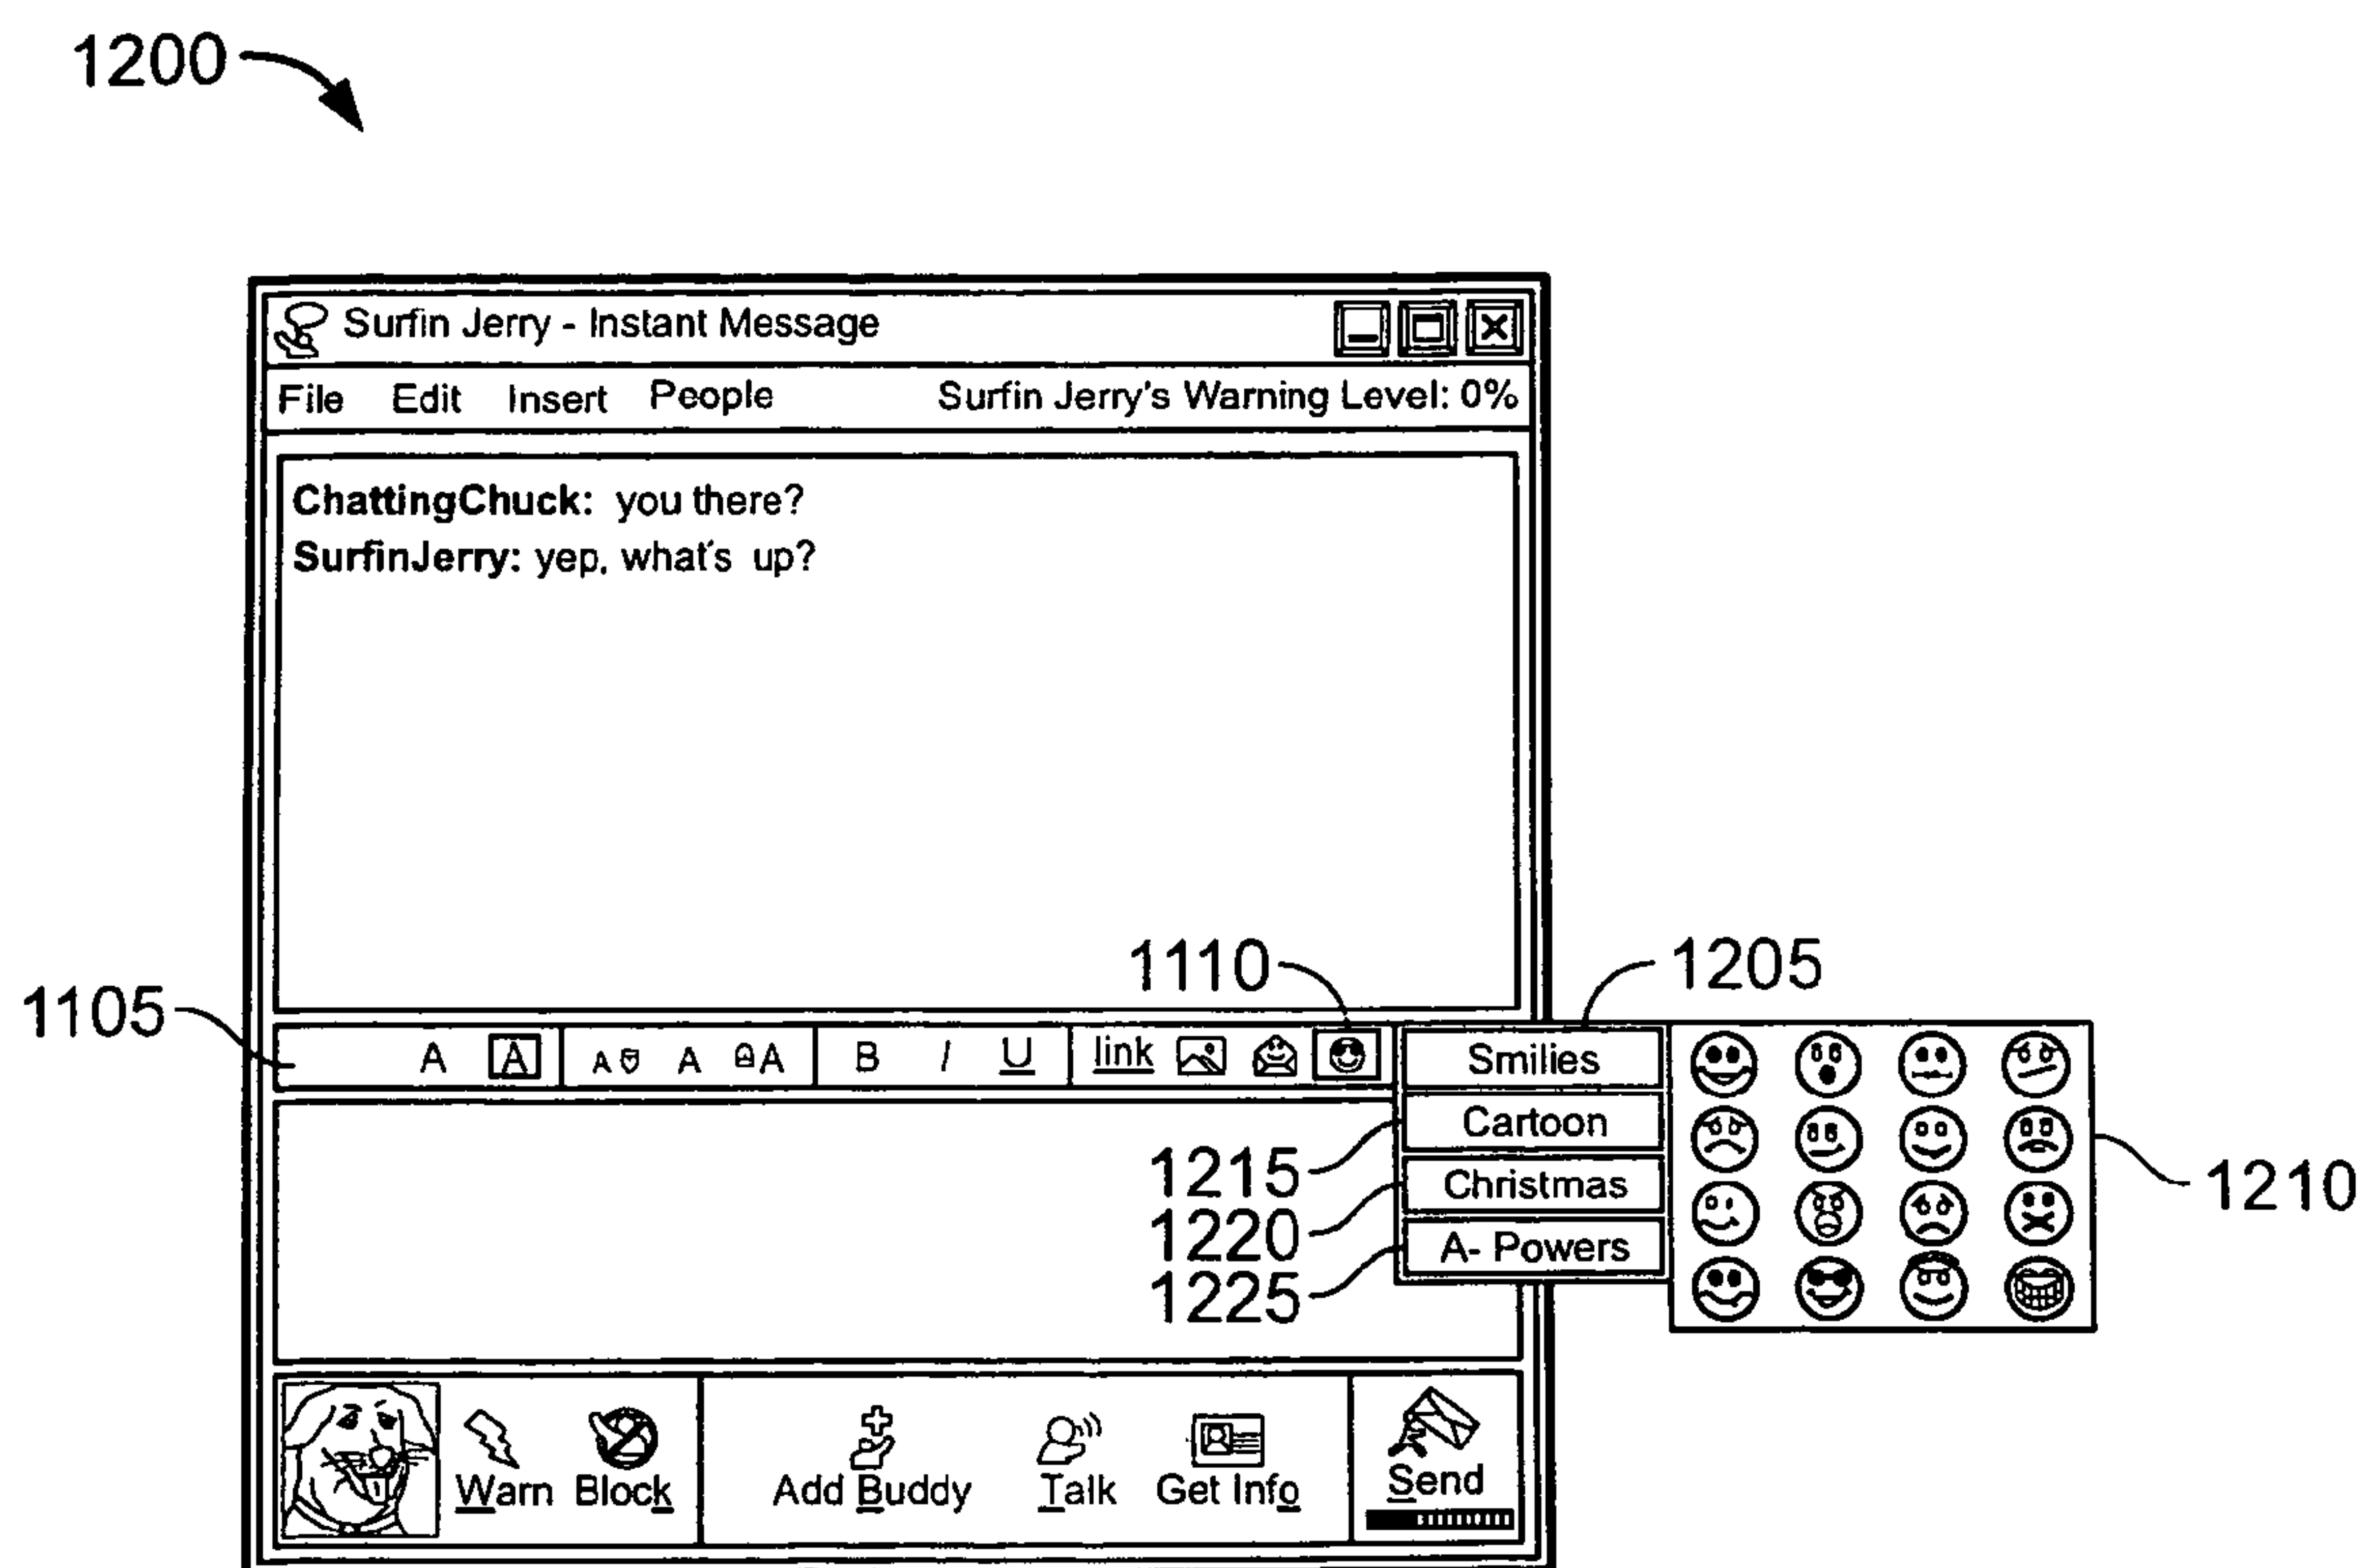 1200
Surfin Jerry - Instant Message
File Edit Insert People Surfin Jerry's Warning Level: 0%
ChattingChuck: you there?
SurfinJerry: yep, what's up?
1110 1205
1105
A A A A A B I U link Smilies
Cartoon
1215
Christmas
1210
1220
A- Powers
1225
Warn Block Add Buddy Talk Get Info Send